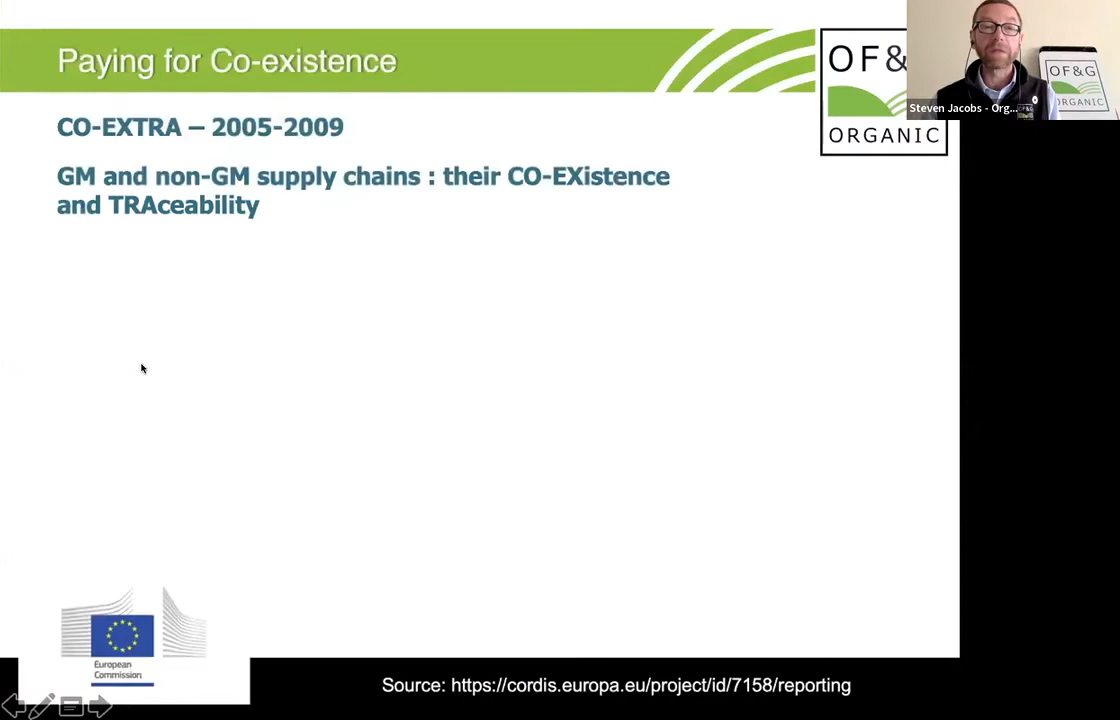 Paying for Co-existence
OF&
ORGANIC
OF&G
ORGANIC
Steven Jacobs - Org...
CO-EXTRA – 2005-2009
GM and non-GM supply chains : their CO-EXistence
and TRAceability
European
Commission
Source: https://cordis.europa.eu/project/id/7158/reporting